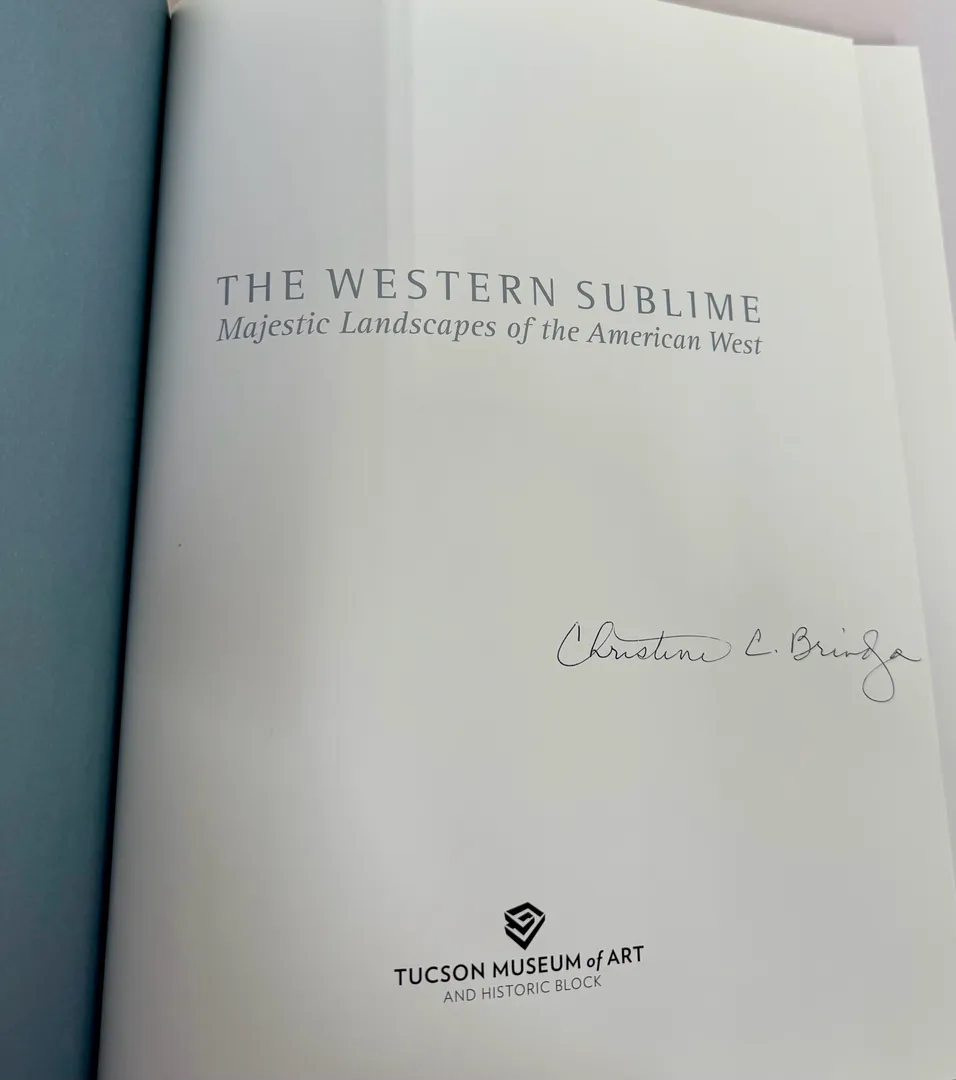 THE WESTERN SUBLIME
Majestic Landscapes of the American West
Christine C. Brindza
TUCSON MUSEUM of ART
AND HISTORIC BLOCK